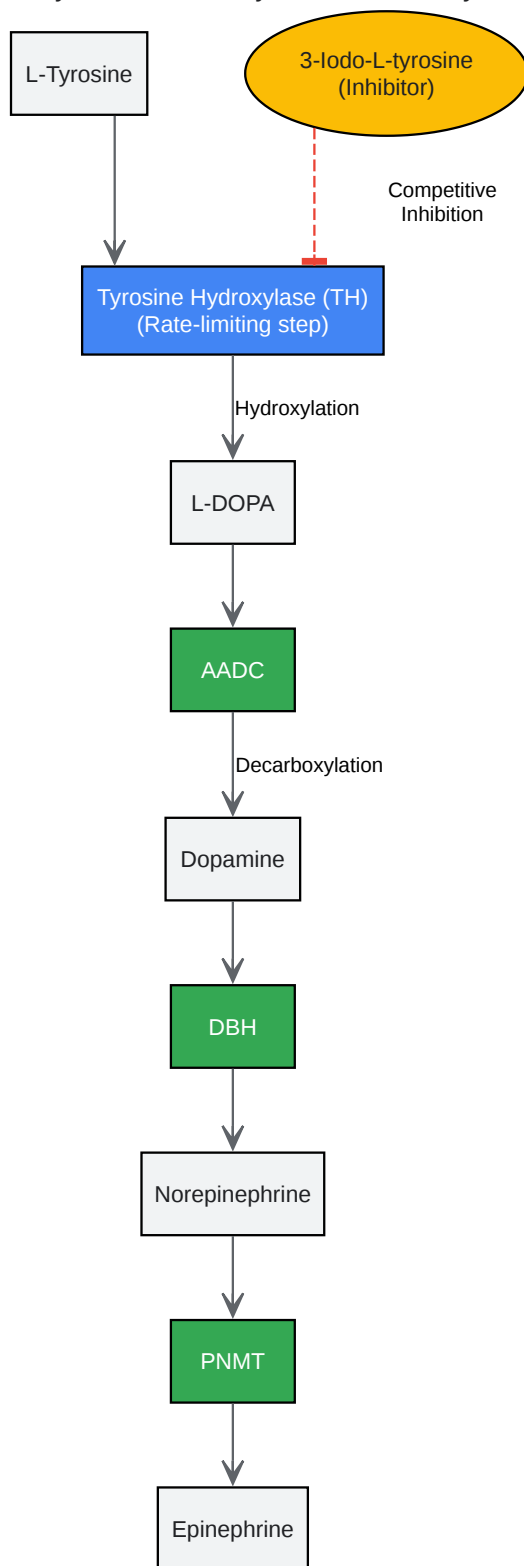 L-Tyrosine
3-Iodo-L-tyrosine
(Inhibitor)
Competitive
Inhibition
Tyrosine Hydroxylase (TH)
(Rate-limiting step)
Hydroxylation
L-DOPA
AADC
Decarboxylation
Dopamine
DBH
Norepinephrine
PNMT
Epinephrine